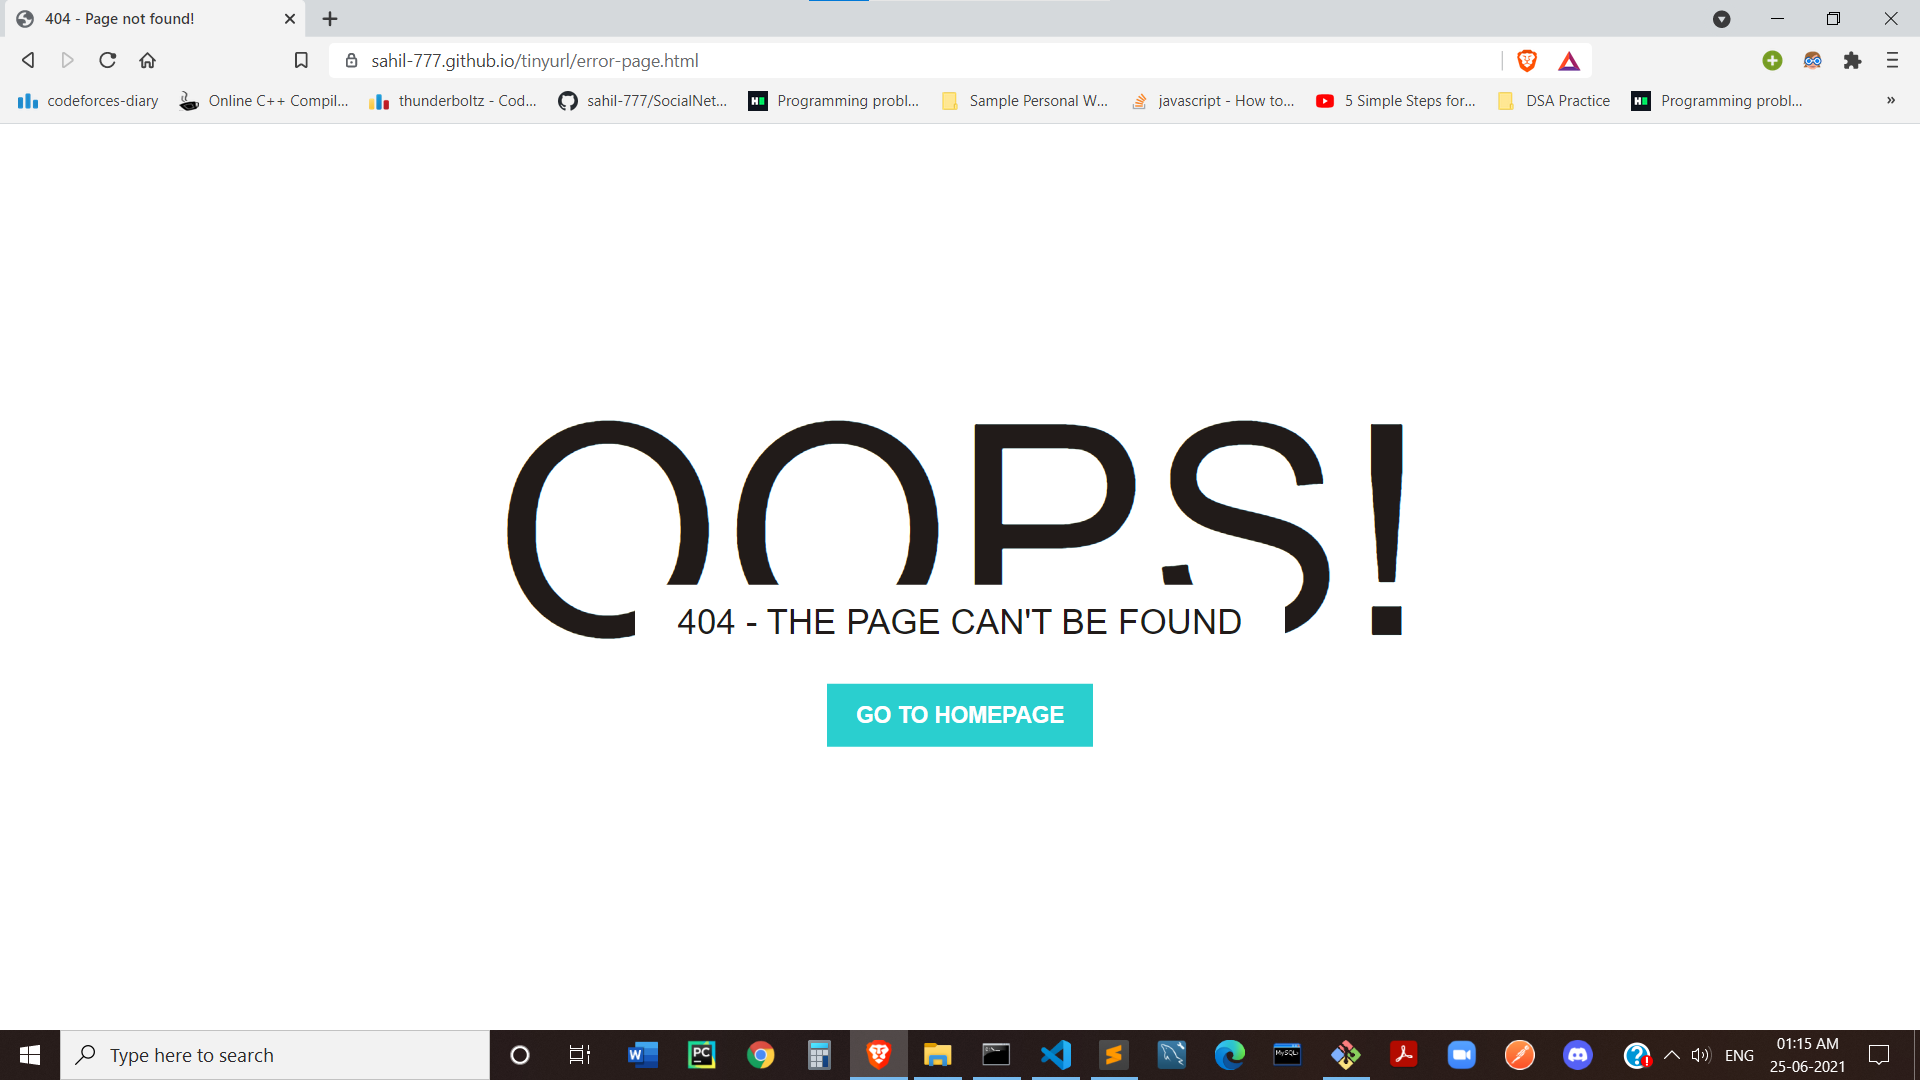 404 - Page not found!
sahil-777.github.io/tinyurl/error-page.html
codeforces-diary
Online C++ Compil...
thunderboltz - Cod...
sahil-777/SocialNet...
Programming probl...
Sample Personal W...
javascript - How to...
5 Simple Steps for...
DSA Practice
Programming probl...
OOPS!
404 - THE PAGE CAN'T BE FOUND
GO TO HOMEPAGE
Type here to search
ENG
01:15 AM
25-06-2021